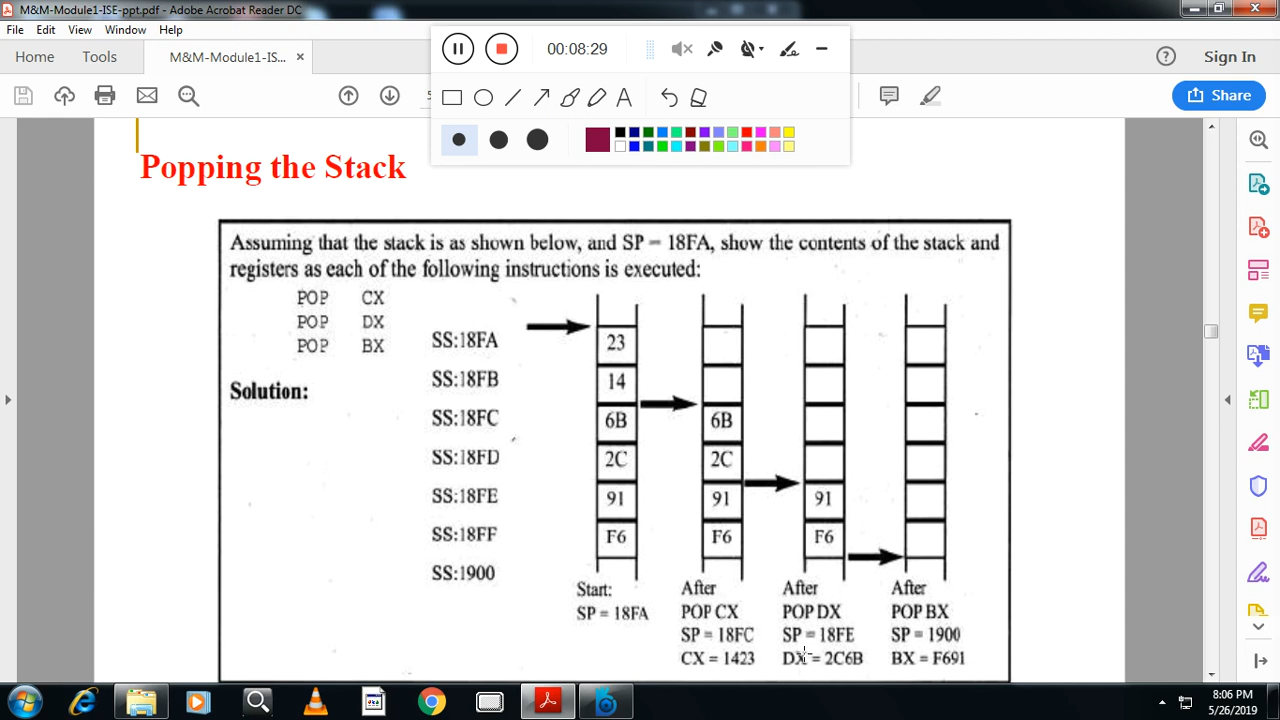 M&M-Module1-ISE-ppt.pdf - Adobe Acrobat Reader DC
File Edit View Window Help
Home Tools M&M-Module1-IS... × 00:08:29 Sign In
Share
Popping the Stack
Assuming that the stack is as shown below, and SP = 18FA, show the contents of the stack and
registers as each of the following instructions is executed:
POP CX
POP DX
POP BX
Solution:
SS:18FA 23
SS:18FB 14
SS:18FC 6B 6B
SS:18FD 2C 2C
SS:18FE 91 91 91
SS:18FF F6 F6 F6
SS:1900
Start: After After After
SP = 18FA POP CX POP DX POP BX
SP = 18FC SP = 18FE SP = 1900
CX = 1423 DX = 2C6B BX = F691
8:06 PM
5/26/2019